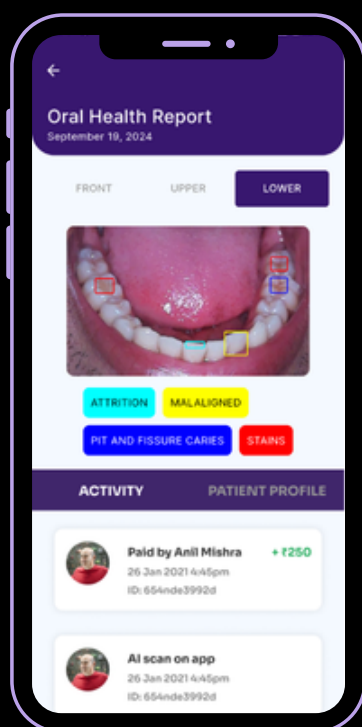 Oral Health Report
September 19, 2024
FRONT UPPER LOWER
ATTRITION MALALIGNED
PIT AND FISSURE CARIES STAINS
ACTIVITY PATIENT PROFILE
Paid by Anil Mishra + ₹250
26 Jan 2021 4:45pm
ID: 654nde3992d
AI scan on app
26 Jan 2021 4:45pm
ID: 654nde3992d